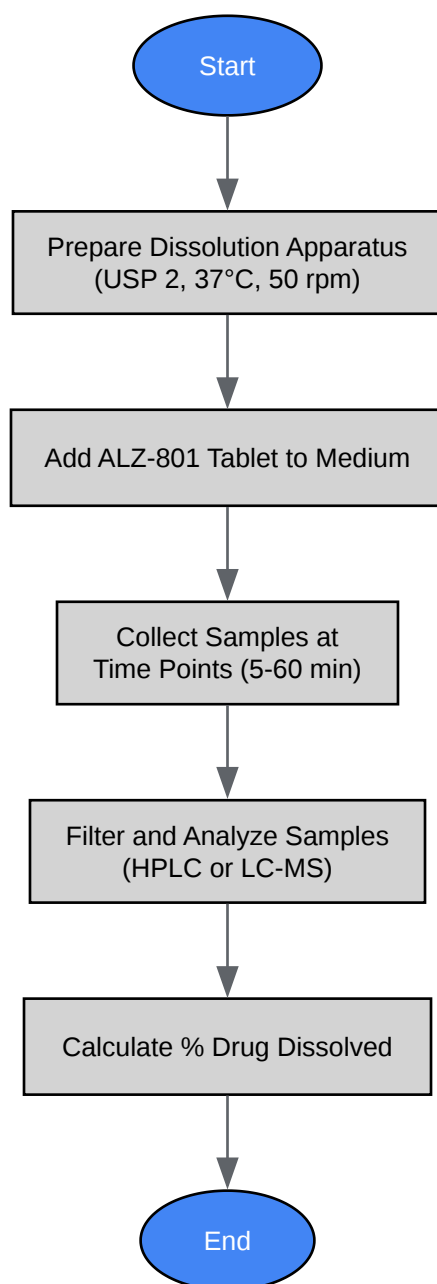 Start
Prepare Dissolution Apparatus
(USP 2, 37°C, 50 rpm)
Add ALZ-801 Tablet to Medium
Collect Samples at
Time Points (5-60 min)
Filter and Analyze Samples
(HPLC or LC-MS)
Calculate % Drug Dissolved
End